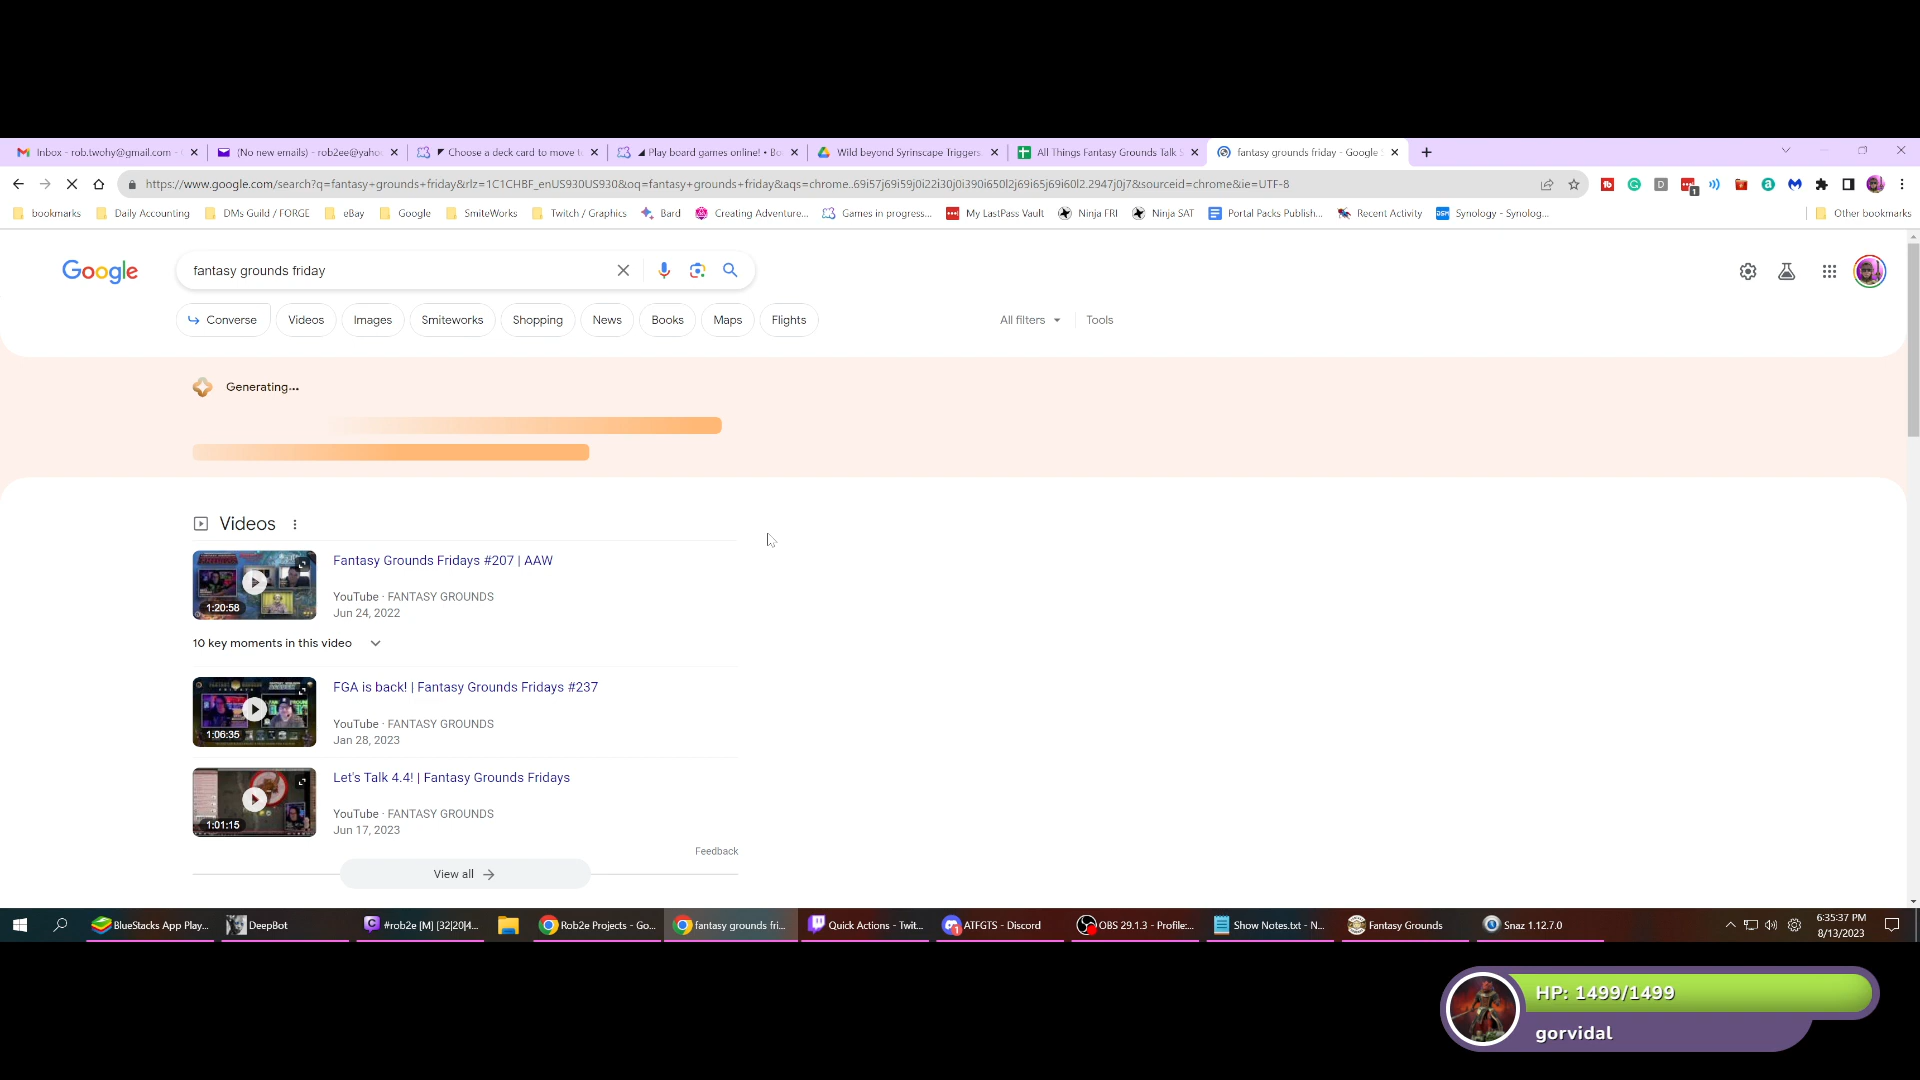 Inbox - rob.twohy@gmail.com -
(No new emails) - rob2ee@yaho
Choose a deck card to move t
Play board games online! • Bo
Wild beyond Syrinscape Triggers
All Things Fantasy Grounds Talk S
fantasy grounds friday - Google S
https://www.google.com/search?q=fantasy+grounds+friday&rlz=1C1CHBF_enUS930US930&oq=fantasy+grounds+friday&aqs=chrome..69i57j69i59j0i22i30j0i390i650l2j69i65j69i60l2.2947j0j7&sourceid=chrome&ie=UTF-8
bookmarks
Daily Accounting
DMs Guild / FORGE
eBay
Google
SmiteWorks
Twitch / Graphics
Bard
Creating Adventure...
Games in progress...
My LastPass Vault
Ninja FRI
Ninja SAT
Portal Packs Publish...
Recent Activity
Synology - Synolog...
Other bookmarks
Google
fantasy grounds friday
Converse
Videos
Images
Smiteworks
Shopping
News
Books
Maps
Flights
All filters
Tools
Generating...
Videos
Fantasy Grounds Fridays #207 | AAW
YouTube · FANTASY GROUNDS
Jun 24, 2022
1:20:58
10 key moments in this video
FGA is back! | Fantasy Grounds Fridays #237
YouTube · FANTASY GROUNDS
Jan 28, 2023
1:06:35
Let's Talk 4.4! | Fantasy Grounds Fridays
YouTube · FANTASY GROUNDS
Jun 17, 2023
1:01:15
Feedback
View all
BlueStacks App Play...
DeepBot
#rob2e [M] [32|20|4...
Rob2e Projects - Go...
fantasy grounds fri...
Quick Actions - Twit...
ATFGTS - Discord
OBS 29.1.3 - Profile:...
Show Notes.txt - N...
Fantasy Grounds
Snaz 1.12.7.0
6:35:37 PM
8/13/2023
HP: 1499/1499
gorvidal